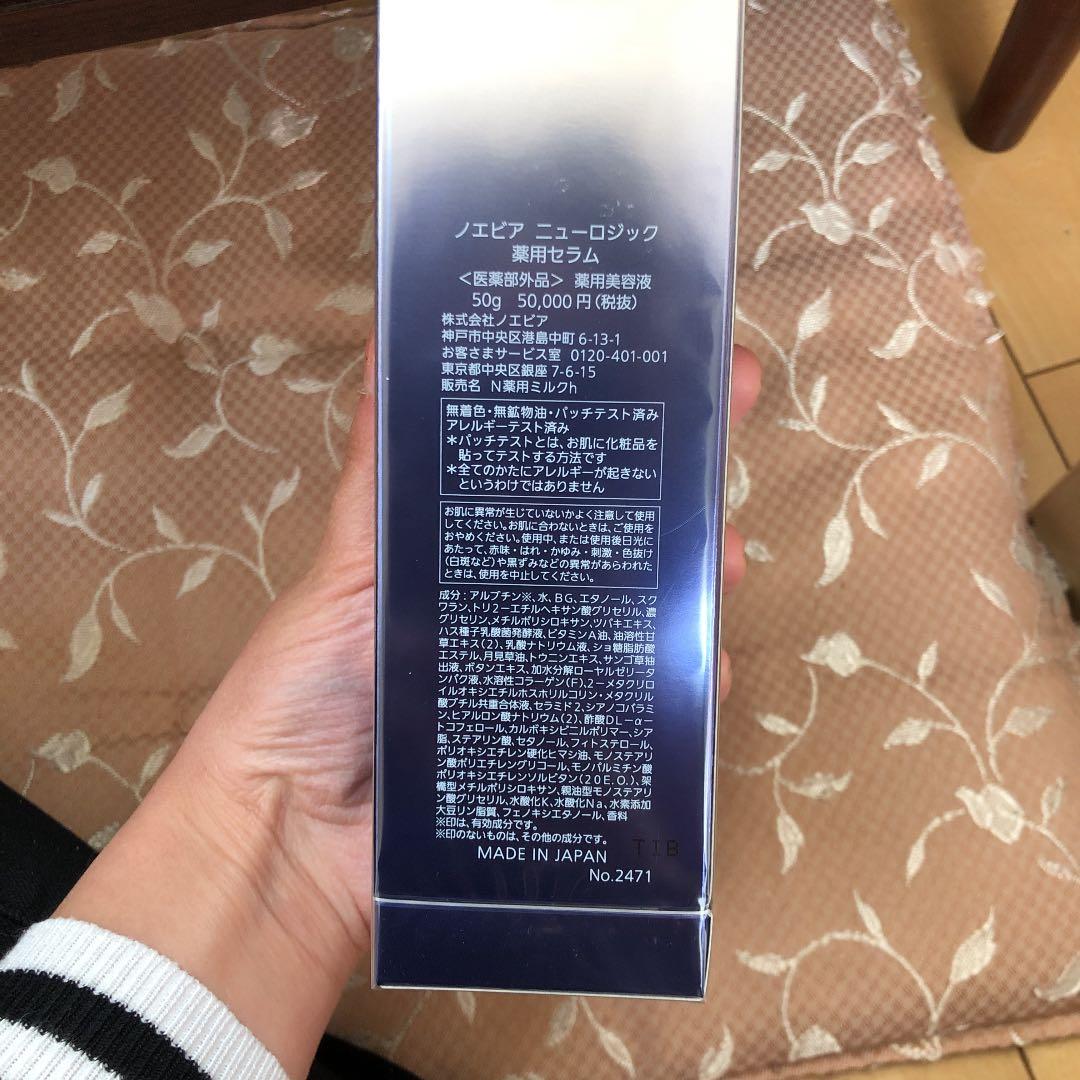 ノエビア ニューロジック
薬用セラム
＜医薬部外品＞ 薬用美容液
50g 50,000円(税抜)
株式会社ノエビア
神戸市中央区港島中町6-13-1
お客さまサービス室 0120-401-001
東京都中央区銀座7-6-15
販売名 N薬用ミルクh
無着色・無鉱物油・パッチテスト済み
アレルギーテスト済み
＊パッチテストとは、お肌に化粧品を
貼ってテストする方法です
＊全てのかたにアレルギーが起きない
というわけではありません
お肌に異常が生じていないかよく注意して使用
してください。お肌に合わないときは、ご使用を
おやめください。使用中、または使用後日光に
あたって、赤味・はれ・かゆみ・刺激・色抜け
(白斑など)や黒ずみなどの異常があらわれた
ときは、使用を中止してください。
成分：アルブチン※、水、BG、エタノール、スク
ワラン、トリ2－エチルヘキサン酸グリセリル、濃
グリセリン、メチルポリシロキサン、ツバキエキス、
ハス種子乳酸菌発酵液、ビタミンA油、油溶性甘
草エキス(2)、乳酸ナトリウム液、ショ糖脂肪酸
エステル、月見草油、トウニンエキス、サンゴ草抽
出液、ボタンエキス、加水分解ローヤルゼリータ
ンパク液、水溶性コラーゲン(F)、2－メタクリロ
イルオキシエチルホスホリルコリン・メタクリル
酸ブチル共重合体液、セラミド2、シアノコバラミ
ン、ヒアルロン酸ナトリウム(2)、酢酸DL－α－
トコフェロール、カルボキシビニルポリマー、シア
脂、ステアリン酸、セタノール、フィトステロール、
ポリオキシエチレン硬化ヒマシ油、モノステアリ
ン酸ポリエチレングリコール、モノパルミチン酸
ポリオキシエチレンソルビタン(20E.O.)、架
橋型メチルポリシロキサン、親油型モノステアリ
ン酸グリセリル、水酸化K、水酸化Na、水素添加
大豆リン脂質、フェノキシエタノール、香料
※印は、有効成分です。
※印のないものは、その他の成分です。
MADE IN JAPAN TIB
No.2471